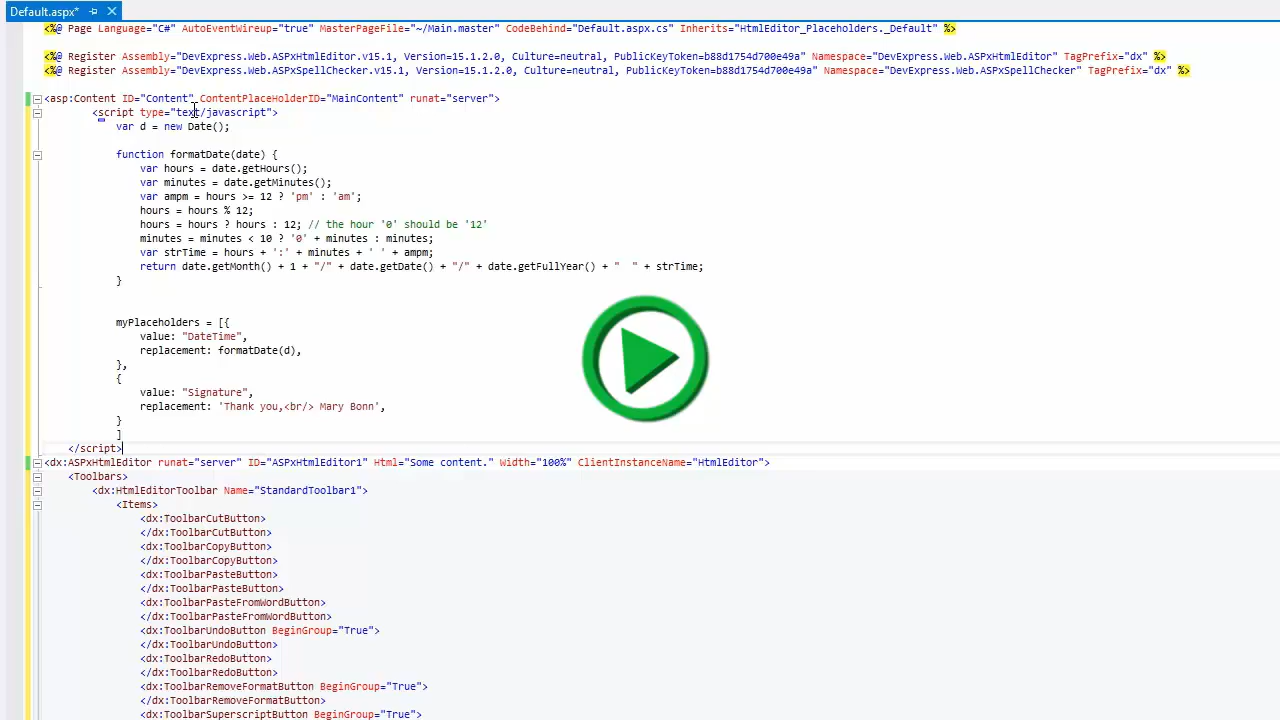 Default.aspx*
<%@ Page Language="C#" AutoEventWireup="true" MasterPageFile="~/Main.master" CodeBehind="Default.aspx.cs" Inherits="HtmlEditor_Placeholders._Default" %>
<%@ Register Assembly="DevExpress.Web.ASPxHtmlEditor.v15.1, Version=15.1.2.0, Culture=neutral, PublicKeyToken=b88d1754d700e49a" Namespace="DevExpress.Web.ASPxHtmlEditor" TagPrefix="dx" %>
<%@ Register Assembly="DevExpress.Web.ASPxSpellChecker.v15.1, Version=15.1.2.0, Culture=neutral, PublicKeyToken=b88d1754d700e49a" Namespace="DevExpress.Web.ASPxSpellChecker" TagPrefix="dx" %>
<asp:Content ID="Content" ContentPlaceHolderID="MainContent" runat="server">
<script type="text/javascript">
var d = new Date();
function formatDate(date) {
var hours = date.getHours();
var minutes = date.getMinutes();
var ampm = hours >= 12 ? 'pm' : 'am';
hours = hours % 12;
hours = hours ? hours : 12; // the hour '0' should be '12'
minutes = minutes < 10 ? '0' + minutes : minutes;
var strTime = hours + ':' + minutes + ' ' + ampm;
return date.getMonth() + 1 + "/" + date.getDate() + "/" + date.getFullYear() + "  " + strTime;
}
myPlaceholders = [{
value: "DateTime",
replacement: formatDate(d),
},
{
value: "Signature",
replacement: 'Thank you,<br/> Mary Bonn',
}
]
</script>
<dx:ASPxHtmlEditor runat="server" ID="ASPxHtmlEditor1" Html="Some content." Width="100%" ClientInstanceName="HtmlEditor">
<Toolbars>
<dx:HtmlEditorToolbar Name="StandardToolbar1">
<Items>
<dx:ToolbarCutButton>
</dx:ToolbarCutButton>
<dx:ToolbarCopyButton>
</dx:ToolbarCopyButton>
<dx:ToolbarPasteButton>
</dx:ToolbarPasteButton>
<dx:ToolbarPasteFromWordButton>
</dx:ToolbarPasteFromWordButton>
<dx:ToolbarUndoButton BeginGroup="True">
</dx:ToolbarUndoButton>
<dx:ToolbarRedoButton>
</dx:ToolbarRedoButton>
<dx:ToolbarRemoveFormatButton BeginGroup="True">
</dx:ToolbarRemoveFormatButton>
<dx:ToolbarSuperscriptButton BeginGroup="True">